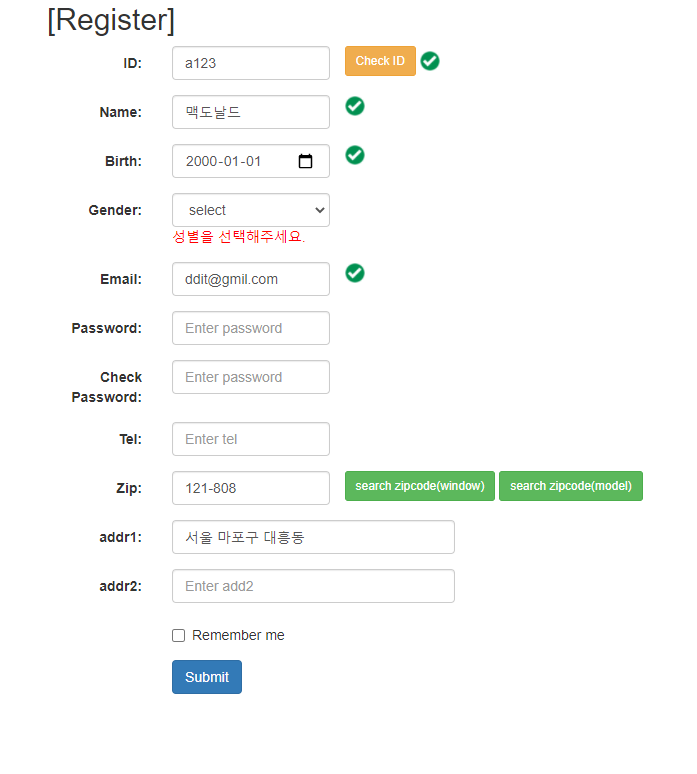 [Register]
ID: a123 Check ID
Name: 맥도날드
Birth: 2000-01-01
Gender: select
성별을 선택해주세요.
Email: ddit@gmil.com
Password: Enter password
Check
Password: Enter password
Tel: Enter tel
Zip: 121-808 search zipcode(window) search zipcode(model)
addr1: 서울 마포구 대흥동
addr2: Enter add2
Remember me
Submit